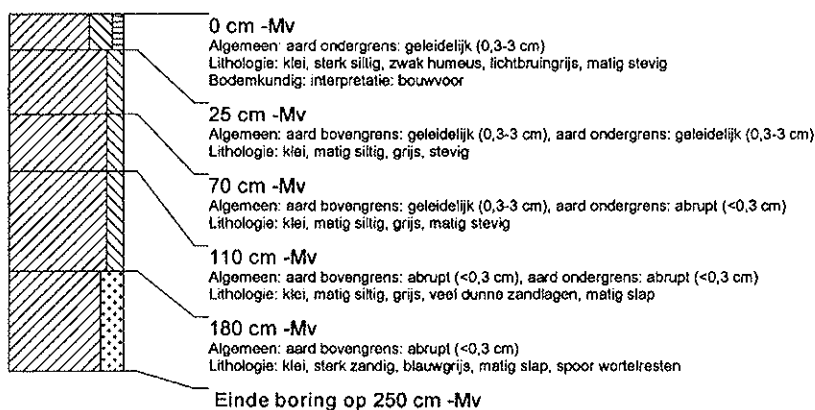 0 cm -Mv
Algemeen: aard ondergrens: geleidelijk (0,3-3 cm)
Lithologie: klei, sterk siltig, zwak humeus, lichtbruingrijs, matig stevig
Bodemkundig: interpretatie: bouwvoor
25 cm -Mv
Algemeen: aard bovengrens: geleidelijk (0,3-3 cm), aard ondergrens: geleidelijk (0,3-3 cm)
Lithologie: klei, matig siltig, grijs, stevig
70 cm -Mv
Algemeen: aard bovengrens: geleidelijk (0,3-3 cm), aard ondergrens: abrupt (<0,3 cm)
Lithologie: klei, matig siltig, grijs, matig stevig
110 cm -Mv
Algemeen: aard bovengrens: abrupt (<0,3 cm), aard ondergrens: abrupt (<0,3 cm)
Lithologie: klei, matig siltig, grijs, veel dunne zandlagen, matig slap
180 cm -Mv
Algemeen: aard bovengrens: abrupt (<0,3 cm)
Lithologie: klei, sterk zandig, blauwgrijs, matig slap, spoor wortelresten
Einde boring op 250 cm -Mv